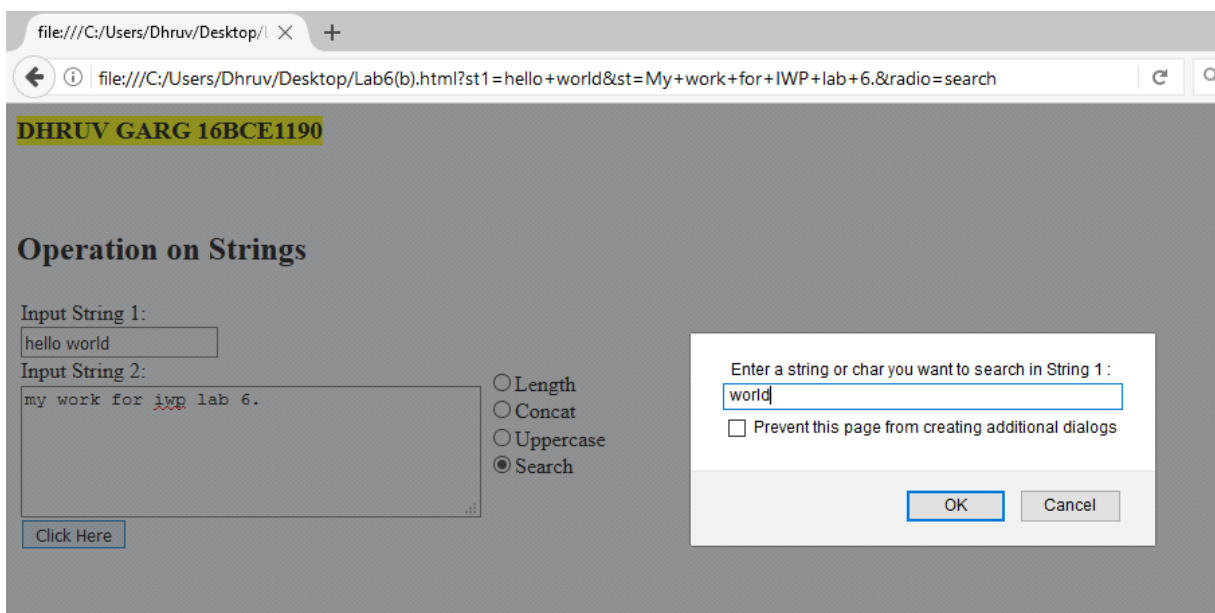 file:///C:/Users/Dhruv/Desktop/l
file:///C:/Users/Dhruv/Desktop/Lab6(b).html?st1=hello+world&st=My+work+for+IWP+lab+6.&radio=search
DHRUV GARG 16BCE1190
Operation on Strings
Input String 1:
hello world
Input String 2:
my work for iwp lab 6.
Length
Concat
Uppercase
Search
Click Here
Enter a string or char you want to search in String 1 :
world
Prevent this page from creating additional dialogs
OK Cancel